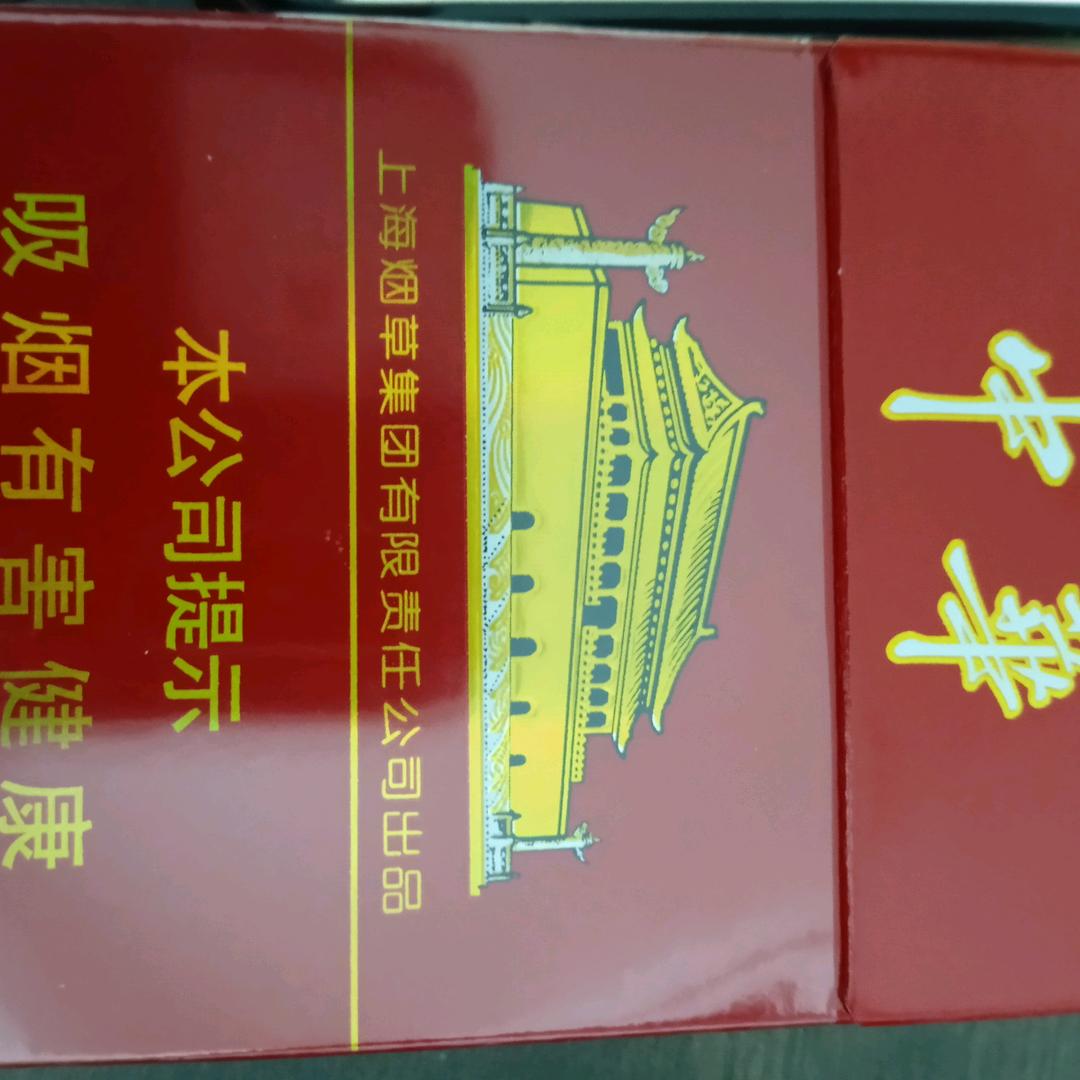 中華
上海烟草集团有限责任公司出品
本公司提示
吸烟有害健康